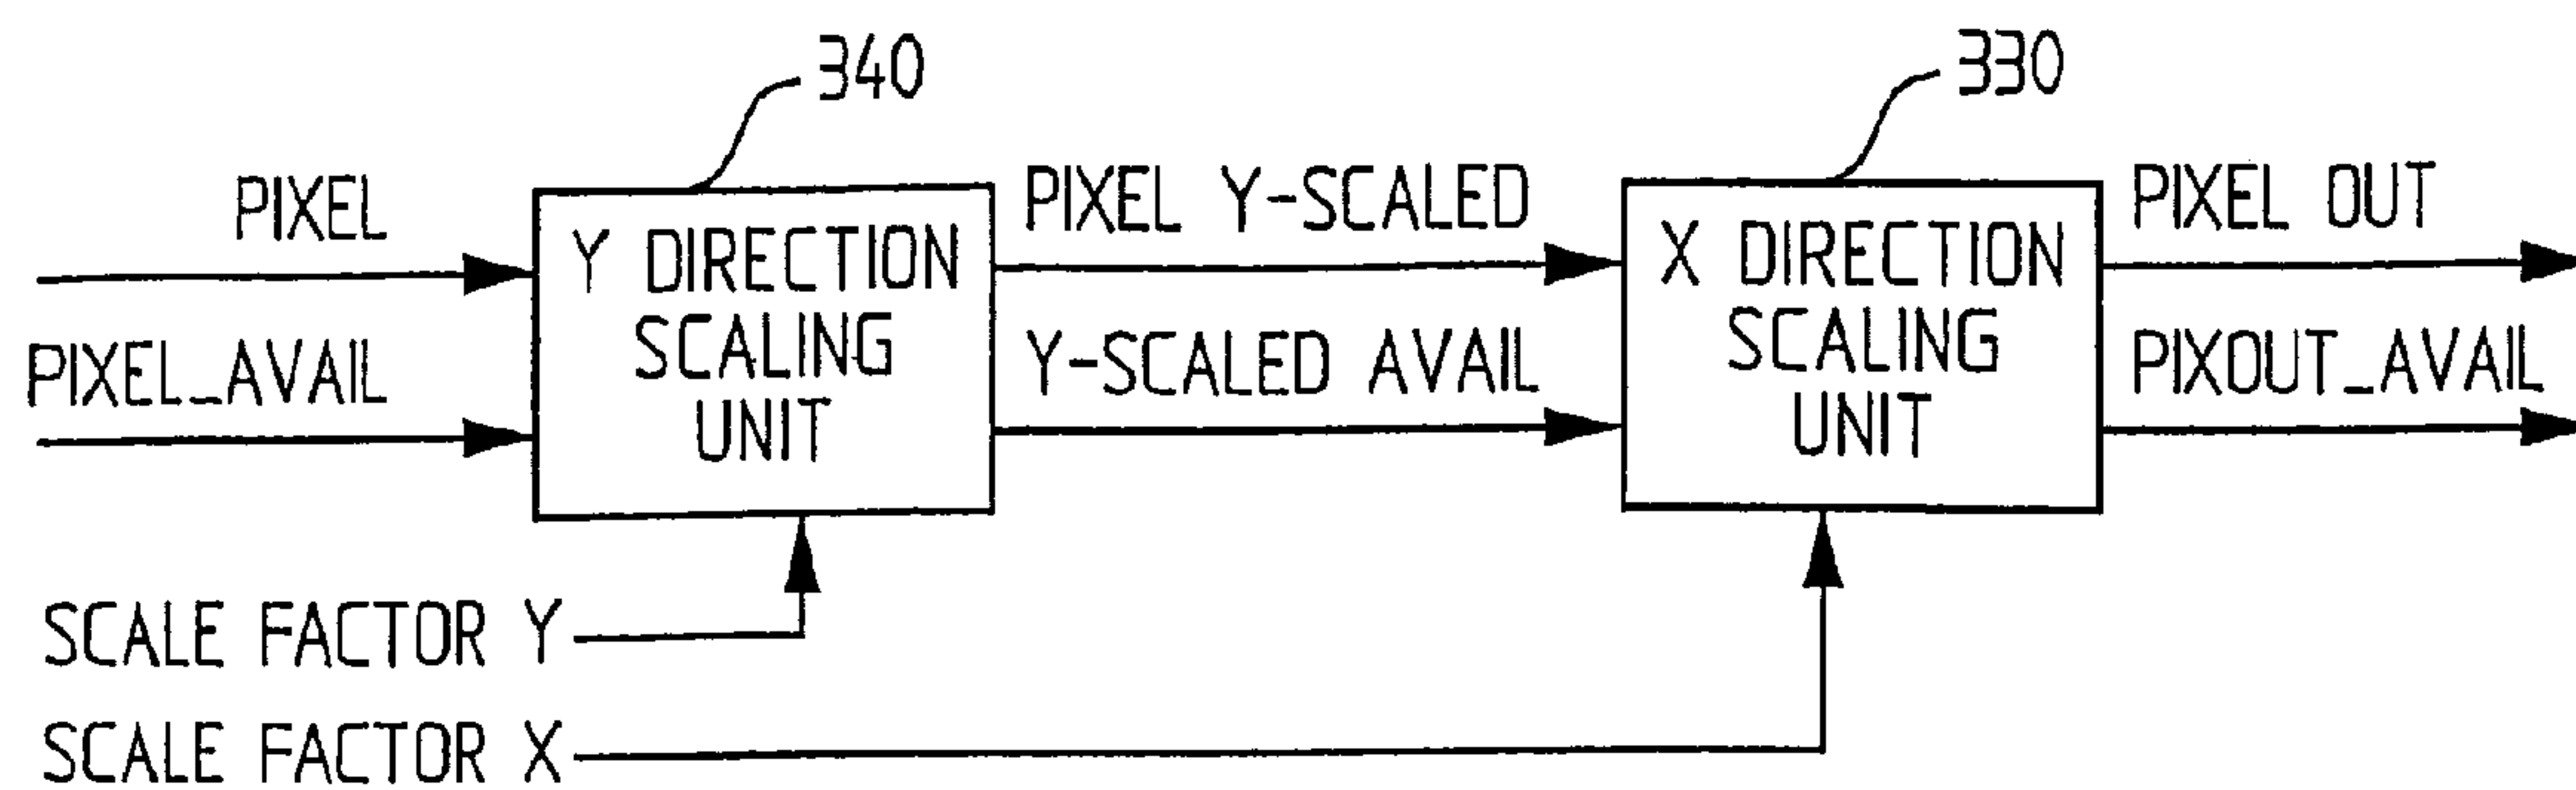 340
330
PIXEL
PIXEL Y-SCALED
PIXEL OUT
Y DIRECTION
SCALING
UNIT
X DIRECTION
SCALING
UNIT
PIXEL_AVAIL
Y-SCALED AVAIL
PIXOUT_AVAIL
SCALE FACTOR Y
SCALE FACTOR X